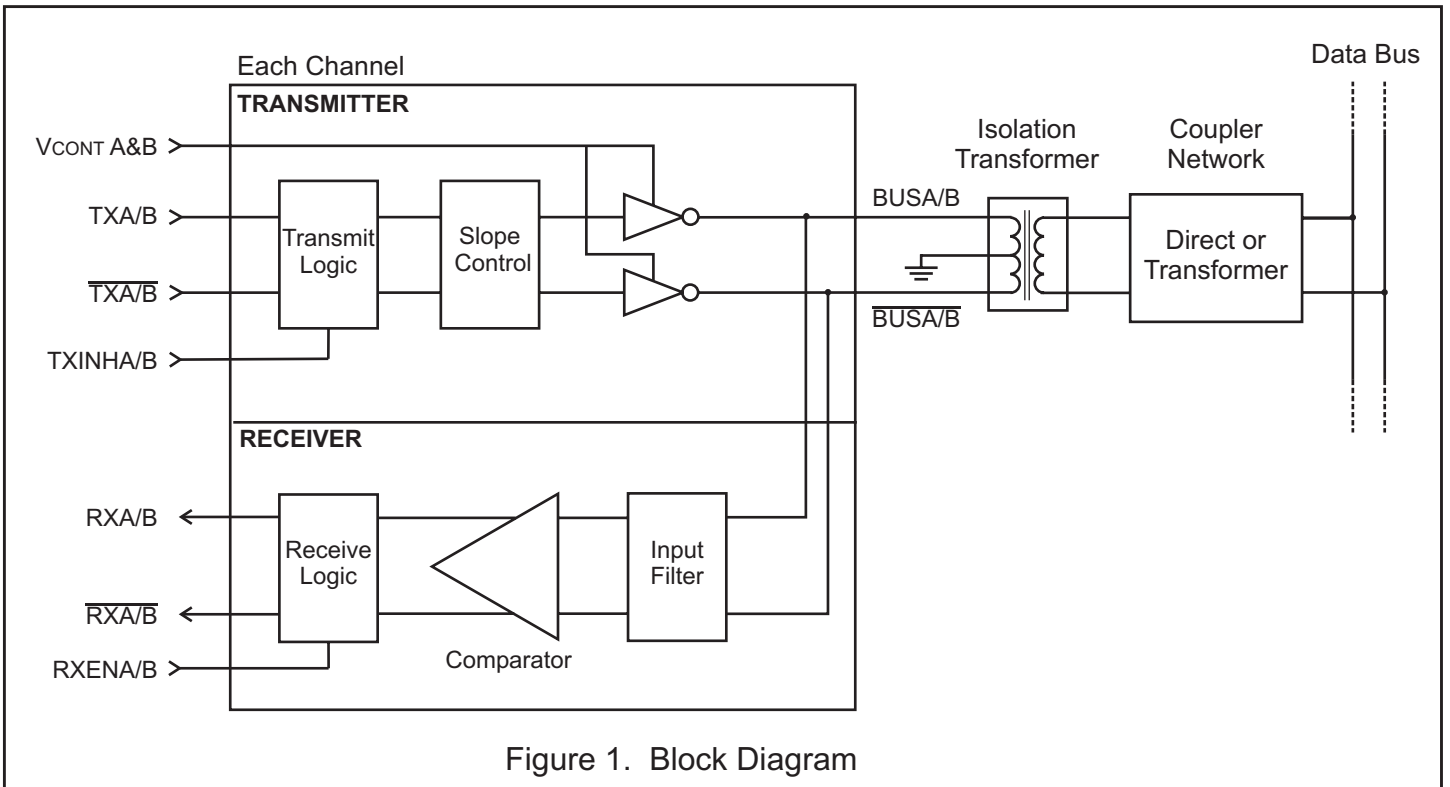 Data Bus
Each Channel
TRANSMITTER
VCONT A&B
TXA/B
TXA/B
TXINHA/B
Transmit
Logic
Slope
Control
BUSA/B
BUSA/B
Isolation
Transformer
Coupler
Network
Direct or
Transformer
RECEIVER
RXA/B
RXA/B
RXENA/B
Receive
Logic
Comparator
Input
Filter
Figure 1. Block Diagram